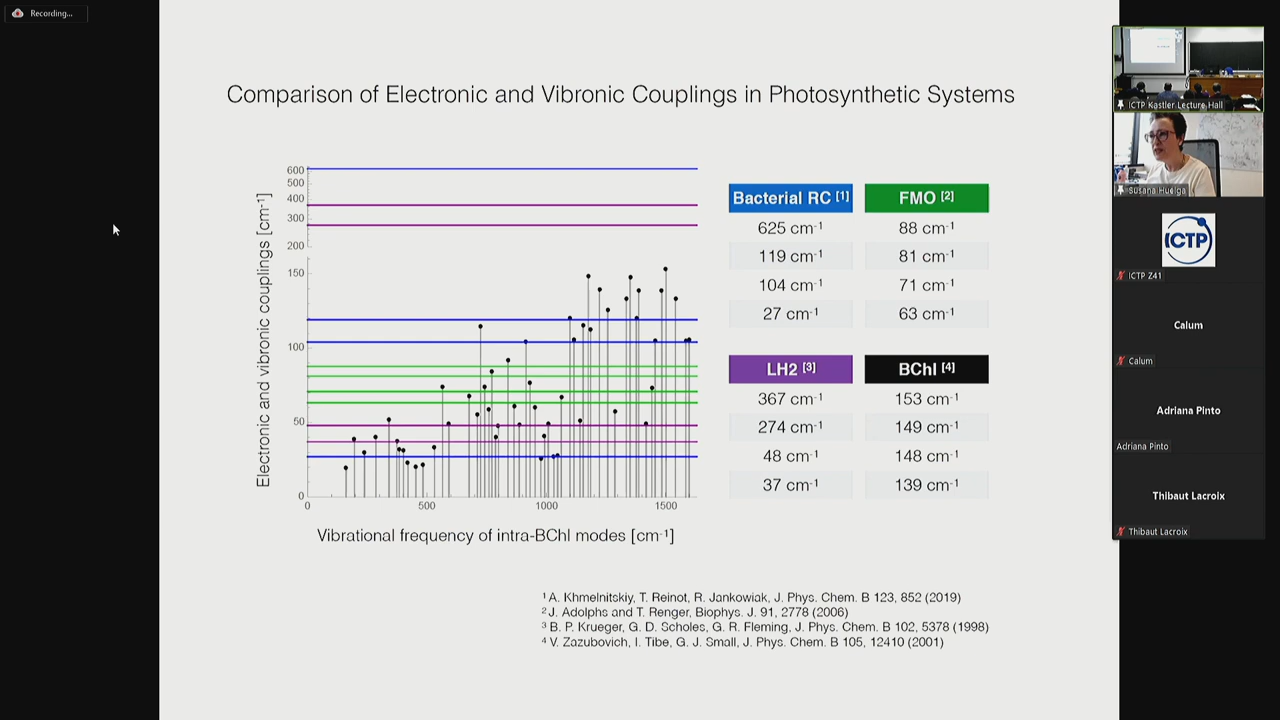 Recording...
Comparison of Electronic and Vibronic Couplings in Photosynthetic Systems
Electronic and vibronic couplings [cm-1]
600
500
400
300
200
150
100
50
0
0 500 1000 1500
Vibrational frequency of intra-BChl modes [cm-1]
Bacterial RC [1] FMO [2]
625 cm-1 88 cm-1
119 cm-1 81 cm-1
104 cm-1 71 cm-1
27 cm-1 63 cm-1
LH2 [3] BChl [4]
367 cm-1 153 cm-1
274 cm-1 149 cm-1
48 cm-1 148 cm-1
37 cm-1 139 cm-1
1 A. Khmelnitskiy, T. Reinot, R. Jankowiak, J. Phys. Chem. B 123, 852 (2019)
2 J. Adolphs and T. Renger, Biophys. J. 91, 2778 (2006)
3 B. P. Krueger, G. D. Scholes, G. R. Fleming, J. Phys. Chem. B 102, 5378 (1998)
4 V. Zazubovich, I. Tibe, G. J. Small, J. Phys. Chem. B 105, 12410 (2001)
ICTP Kastler Lecture Hall
Susana Huelga
ICTP
ICTP Z41
Calum
Calum
Adriana Pinto
Adriana Pinto
Thibaut Lacroix
Thibaut Lacroix